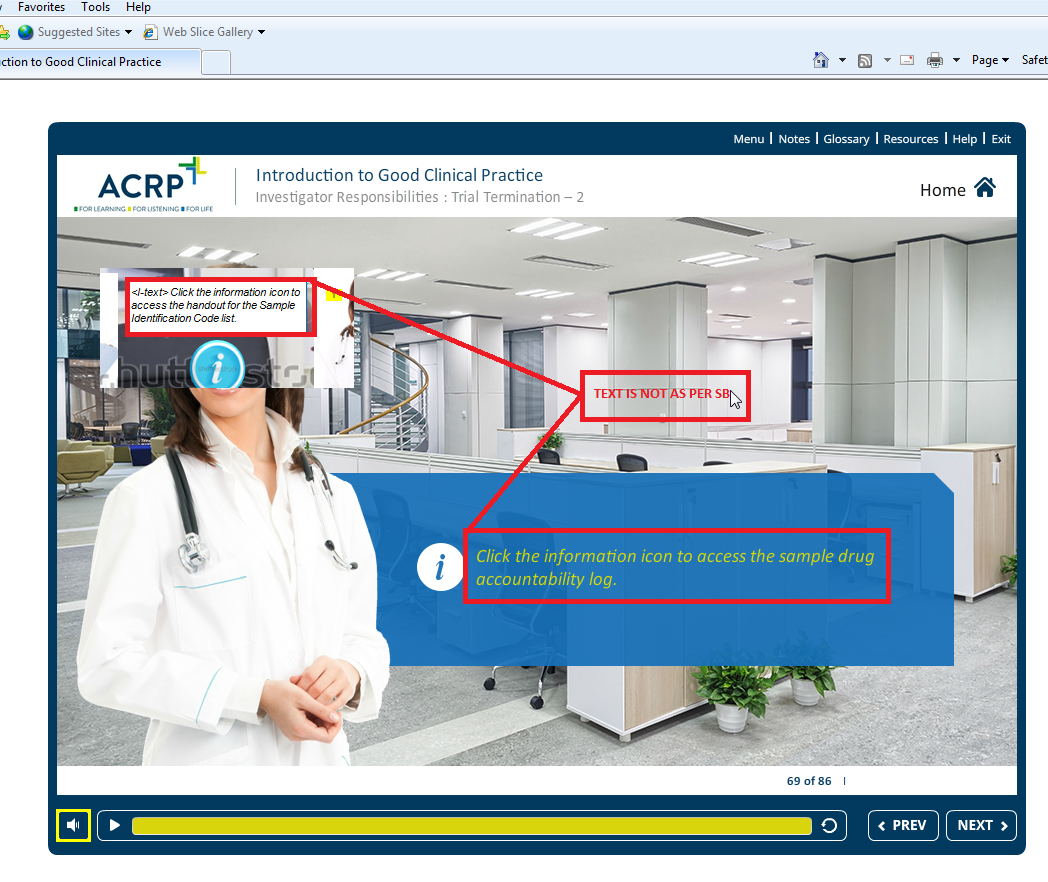 Favorites Tools Help
Suggested Sites Web Slice Gallery
ction to Good Clinical Practice
Page Safet
Menu | Notes | Glossary | Resources | Help | Exit
ACRP
FOR LEARNING FOR LISTENING FOR LIFE
Introduction to Good Clinical Practice
Investigator Responsibilities : Trial Termination – 2
Home
<I-text> Click the information icon to
access the handout for the Sample
Identification Code list.
i
TEXT IS NOT AS PER SB
i
Click the information icon to access the sample drug
accountability log.
69 of 86 I
PREV
NEXT